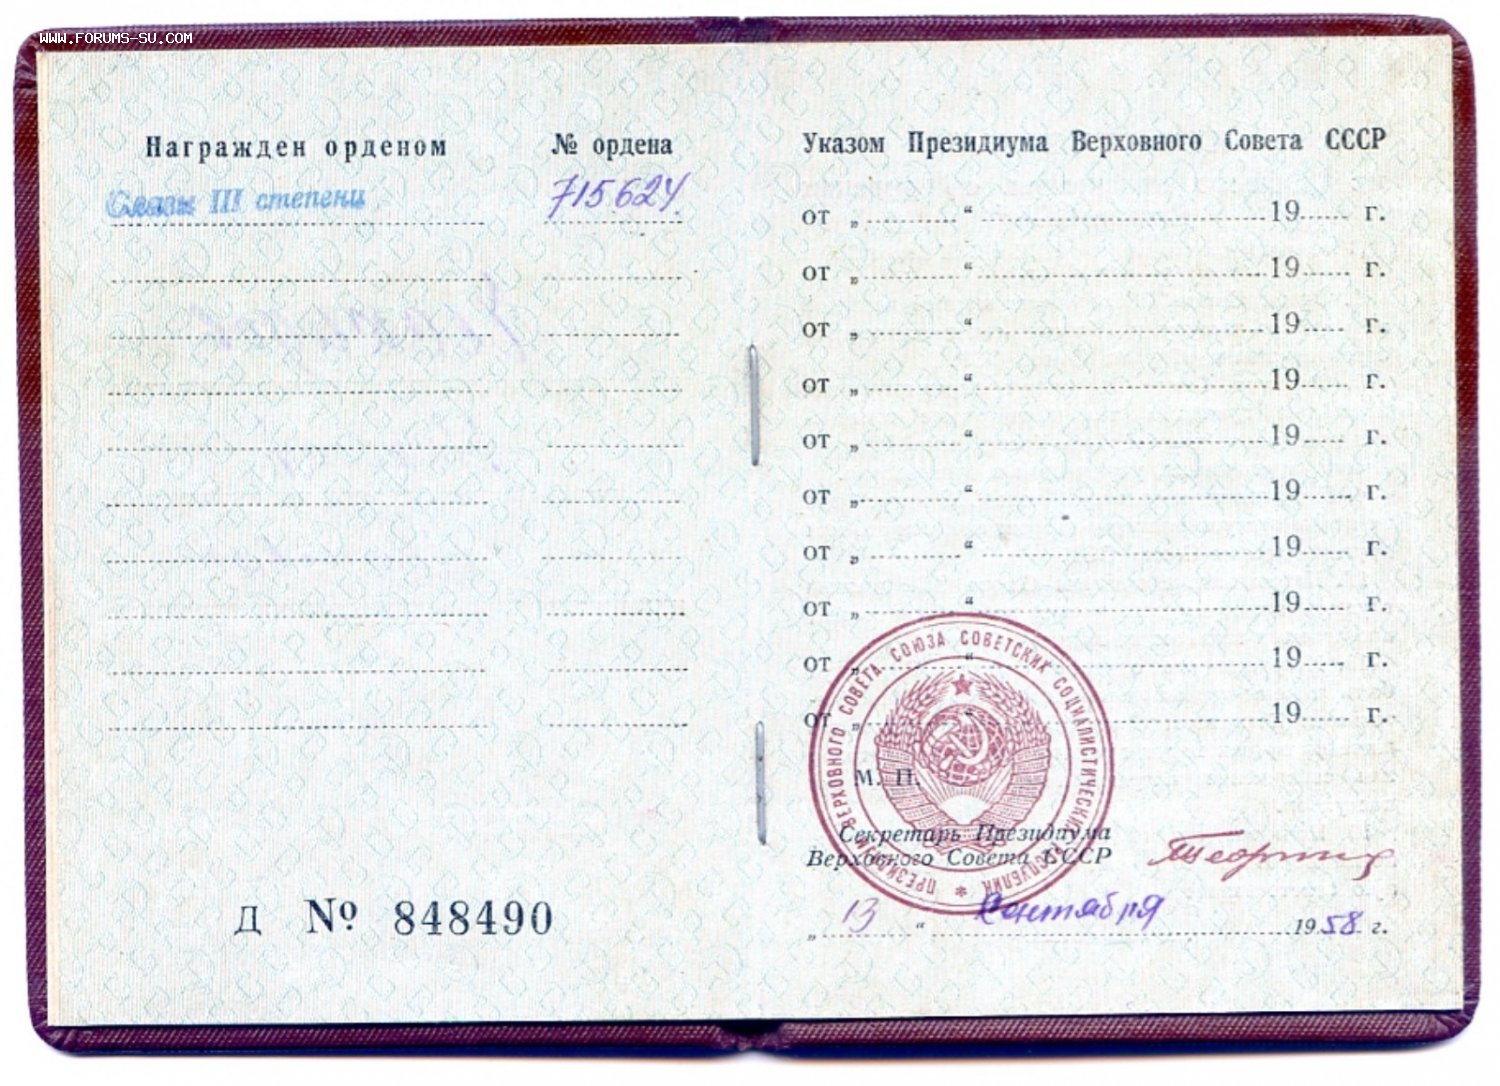 WWW.FORUMS-SU.COM
Награжден орденом № ордена
Славы III степени 715624
Д № 848490
Указом Президиума Верховного Совета СССР
от „ “ 19 г.
от „ “ 19 г.
от „ “ 19 г.
от „ “ 19 г.
от „ “ 19 г.
от „ “ 19 г.
от „ “ 19 г.
от „ “ 19 г.
от „ “ 19 г.
от „ “ 19 г.
ПРЕЗИДИУМ ВЕРХОВНОГО СОВЕТА СОЮЗА СОВЕТСКИХ СОЦИАЛИСТИЧЕСКИХ РЕСПУБЛИК
М. П.
Секретарь Президиума
Верховного Совета СССР
„ 13 “ Сентября 1958 г.